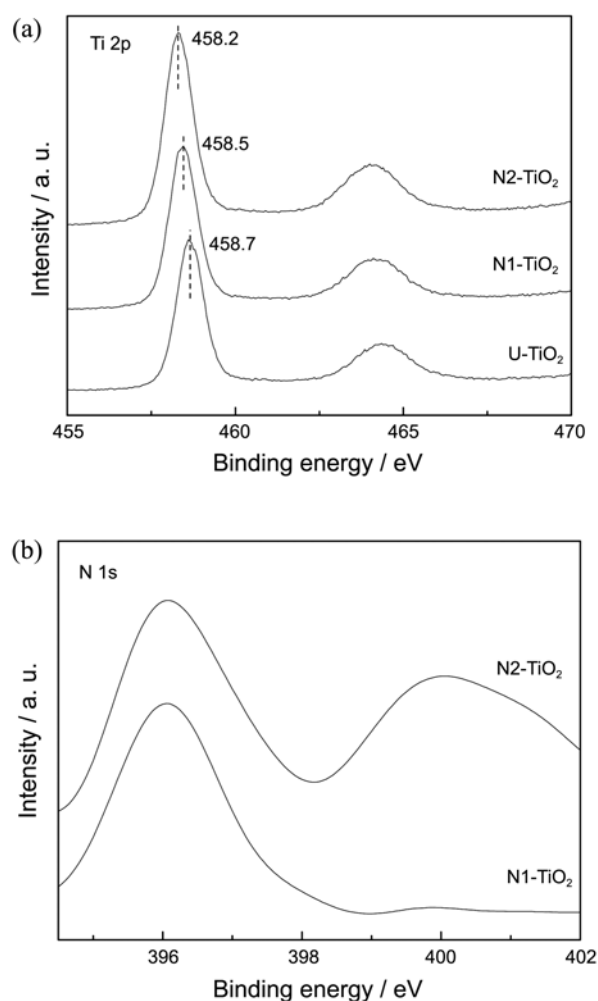 (a)
Ti 2p
458.2
458.5
458.7
N2-TiO₂
N1-TiO₂
U-TiO₂
Intensity / a. u.
455 460 465 470
Binding energy / eV
(b)
N 1s
N2-TiO₂
N1-TiO₂
Intensity / a. u.
396 398 400 402
Binding energy / eV